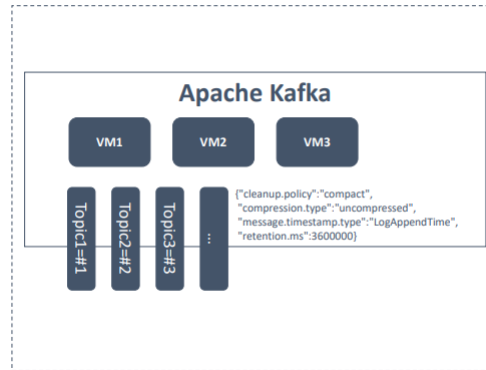 Apache Kafka
VM1
VM2
VM3
{"cleanup.policy":"compact",
"compression.type":"uncompressed",
"message.timestamp.type":"LogAppendTime",
"retention.ms":3600000}
Topic1=#1
Topic2=#2
Topic3=#3
...